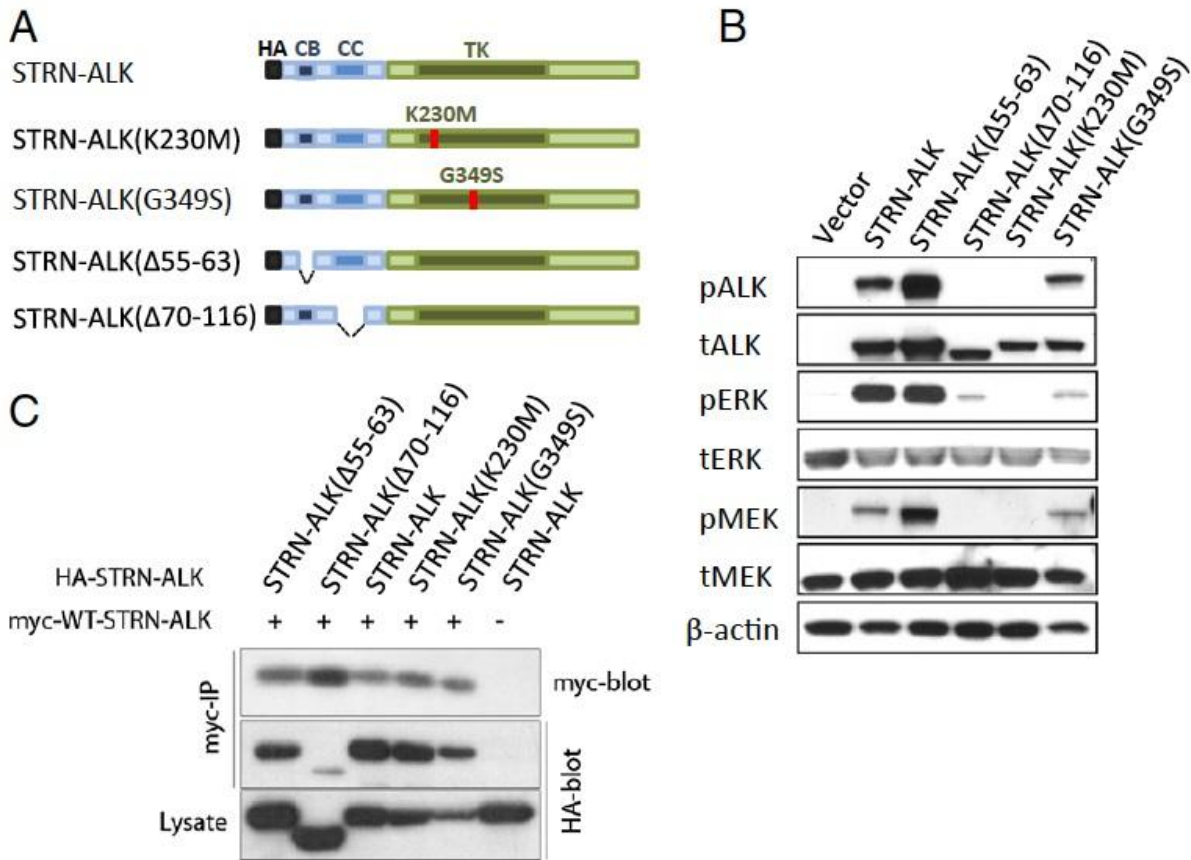 A
HA CB CC TK
STRN-ALK
K230M
STRN-ALK(K230M)
G349S
STRN-ALK(G349S)
STRN-ALK(Δ55-63)
STRN-ALK(Δ70-116)
B
Vector
STRN-ALK
STRN-ALK(Δ55-63)
STRN-ALK(Δ70-116)
STRN-ALK(K230M)
STRN-ALK(G349S)
pALK
tALK
pERK
tERK
pMEK
tMEK
β-actin
C
STRN-ALK(Δ55-63)
STRN-ALK(Δ70-116)
STRN-ALK
STRN-ALK(K230M)
STRN-ALK(G349S)
STRN-ALK
HA-STRN-ALK
myc-WT-STRN-ALK + + + + + -
myc-IP
myc-blot
HA-blot
Lysate